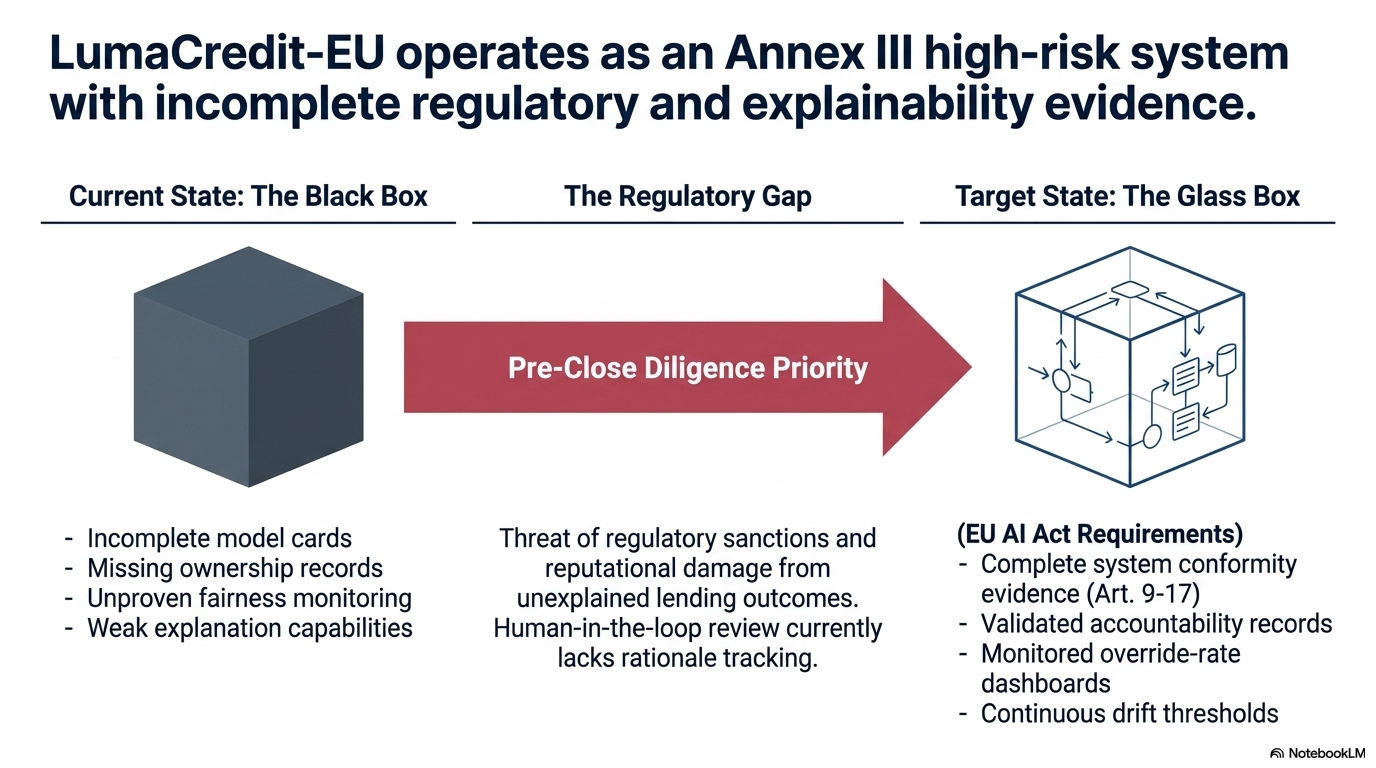 LumaCredit-EU operates as an Annex III high-risk system
with incomplete regulatory and explainability evidence.
Current State: The Black Box
- Incomplete model cards
- Missing ownership records
- Unproven fairness monitoring
- Weak explanation capabilities
The Regulatory Gap
Pre-Close Diligence Priority
Threat of regulatory sanctions and
reputational damage from
unexplained lending outcomes.
Human-in-the-loop review currently
lacks rationale tracking.
Target State: The Glass Box
(EU AI Act Requirements)
- Complete system conformity
evidence (Art. 9-17)
- Validated accountability records
- Monitored override-rate
dashboards
- Continuous drift thresholds
NotebookLM